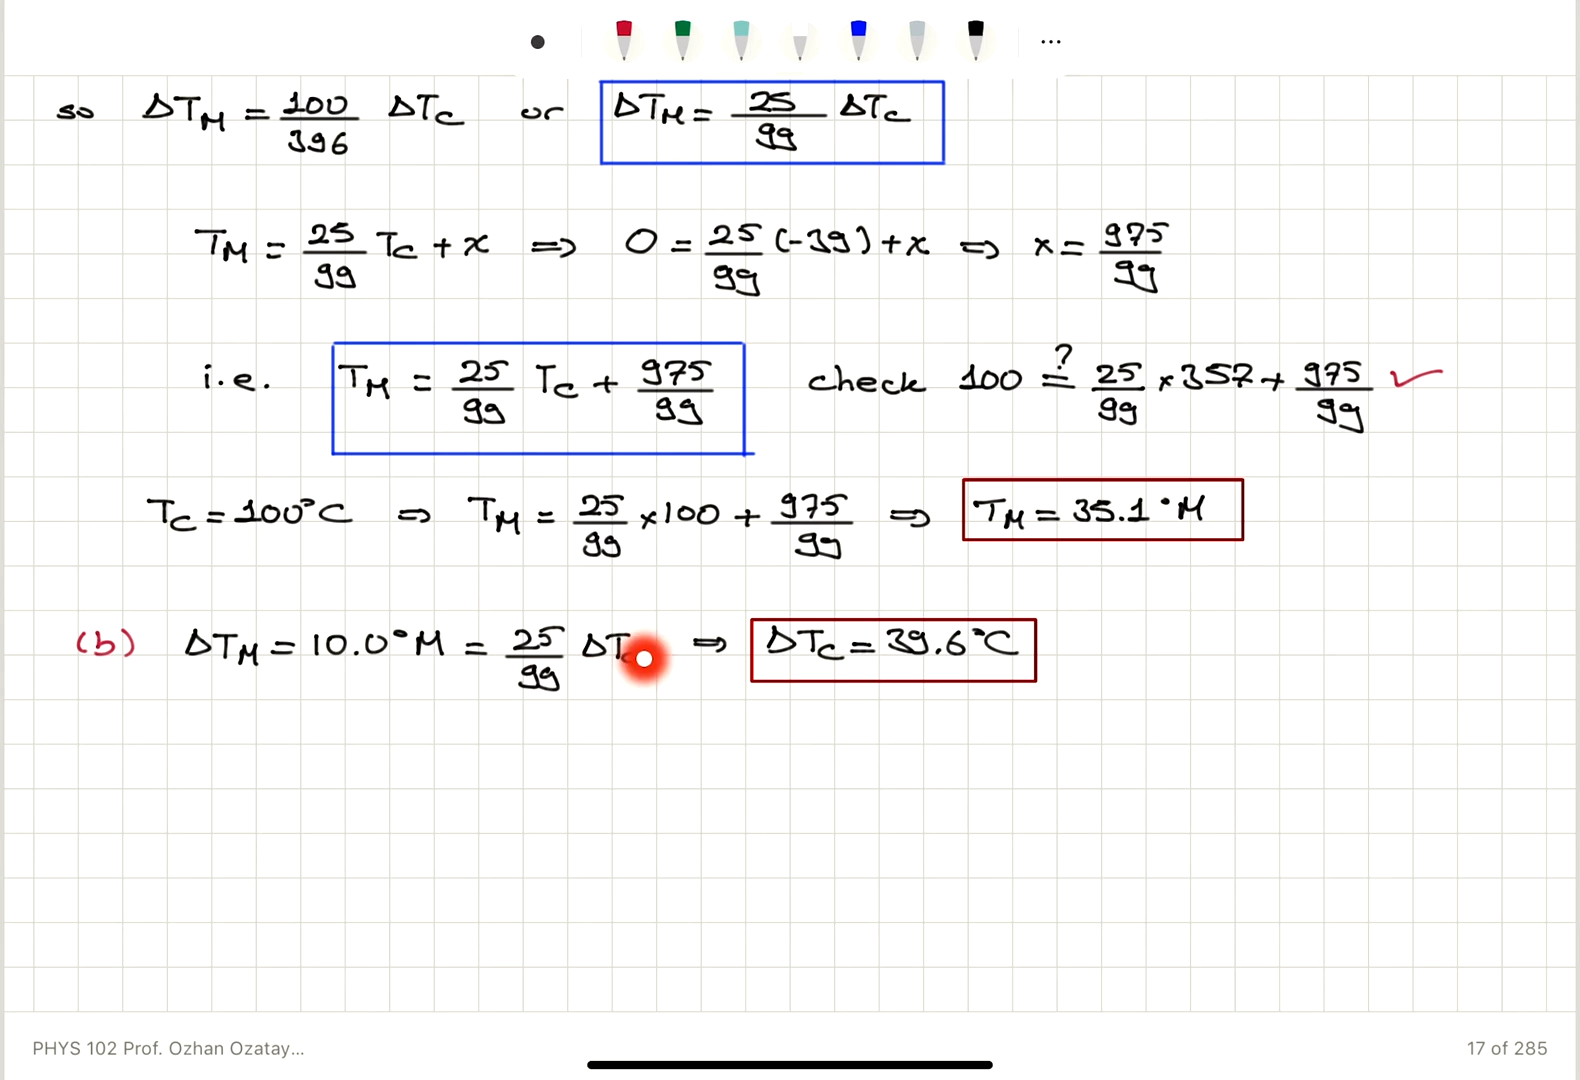 so ΔT_M = 100/396 ΔT_C or ΔT_M = 25/99 ΔT_C
T_M = 25/99 T_C + x ⇒ 0 = 25/99 (-39) + x ⇒ x = 975/99
i.e. T_M = 25/99 T_C + 975/99 check 100 ?= 25/99 × 357 + 975/99 ✓
T_C = 100°C ⇒ T_M = 25/99 × 100 + 975/99 ⇒ T_M = 35.1 °M
(b) ΔT_M = 10.0°M = 25/99 ΔT_C ⇒ ΔT_C = 39.6°C
PHYS 102 Prof. Ozhan Ozatay...
17 of 285